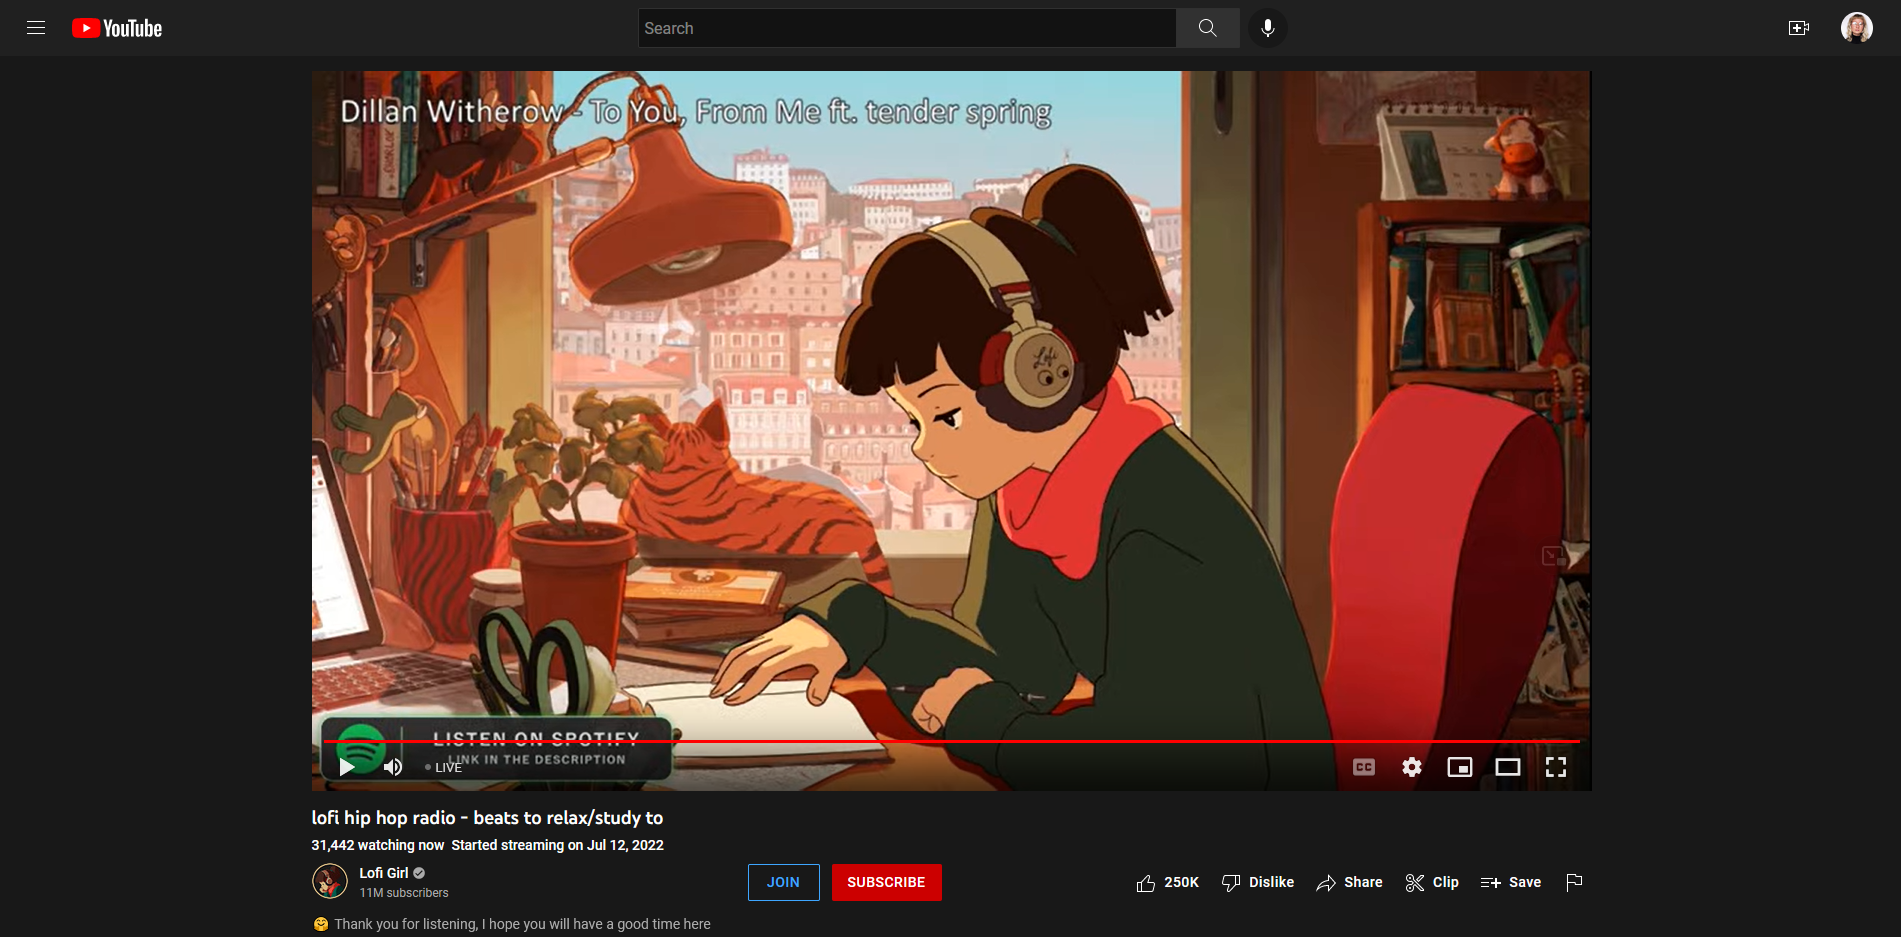 YouTube
Search
Dillan Witherow - To You, From Me ft. tender spring
Lofi
LISTEN ON SPOTIFY
LINK IN THE DESCRIPTION
LIVE
CC
lofi hip hop radio - beats to relax/study to
31,442 watching now Started streaming on Jul 12, 2022
Lofi Girl
11M subscribers
JOIN
SUBSCRIBE
250K
Dislike
Share
Clip
Save
🤗 Thank you for listening, I hope you will have a good time here